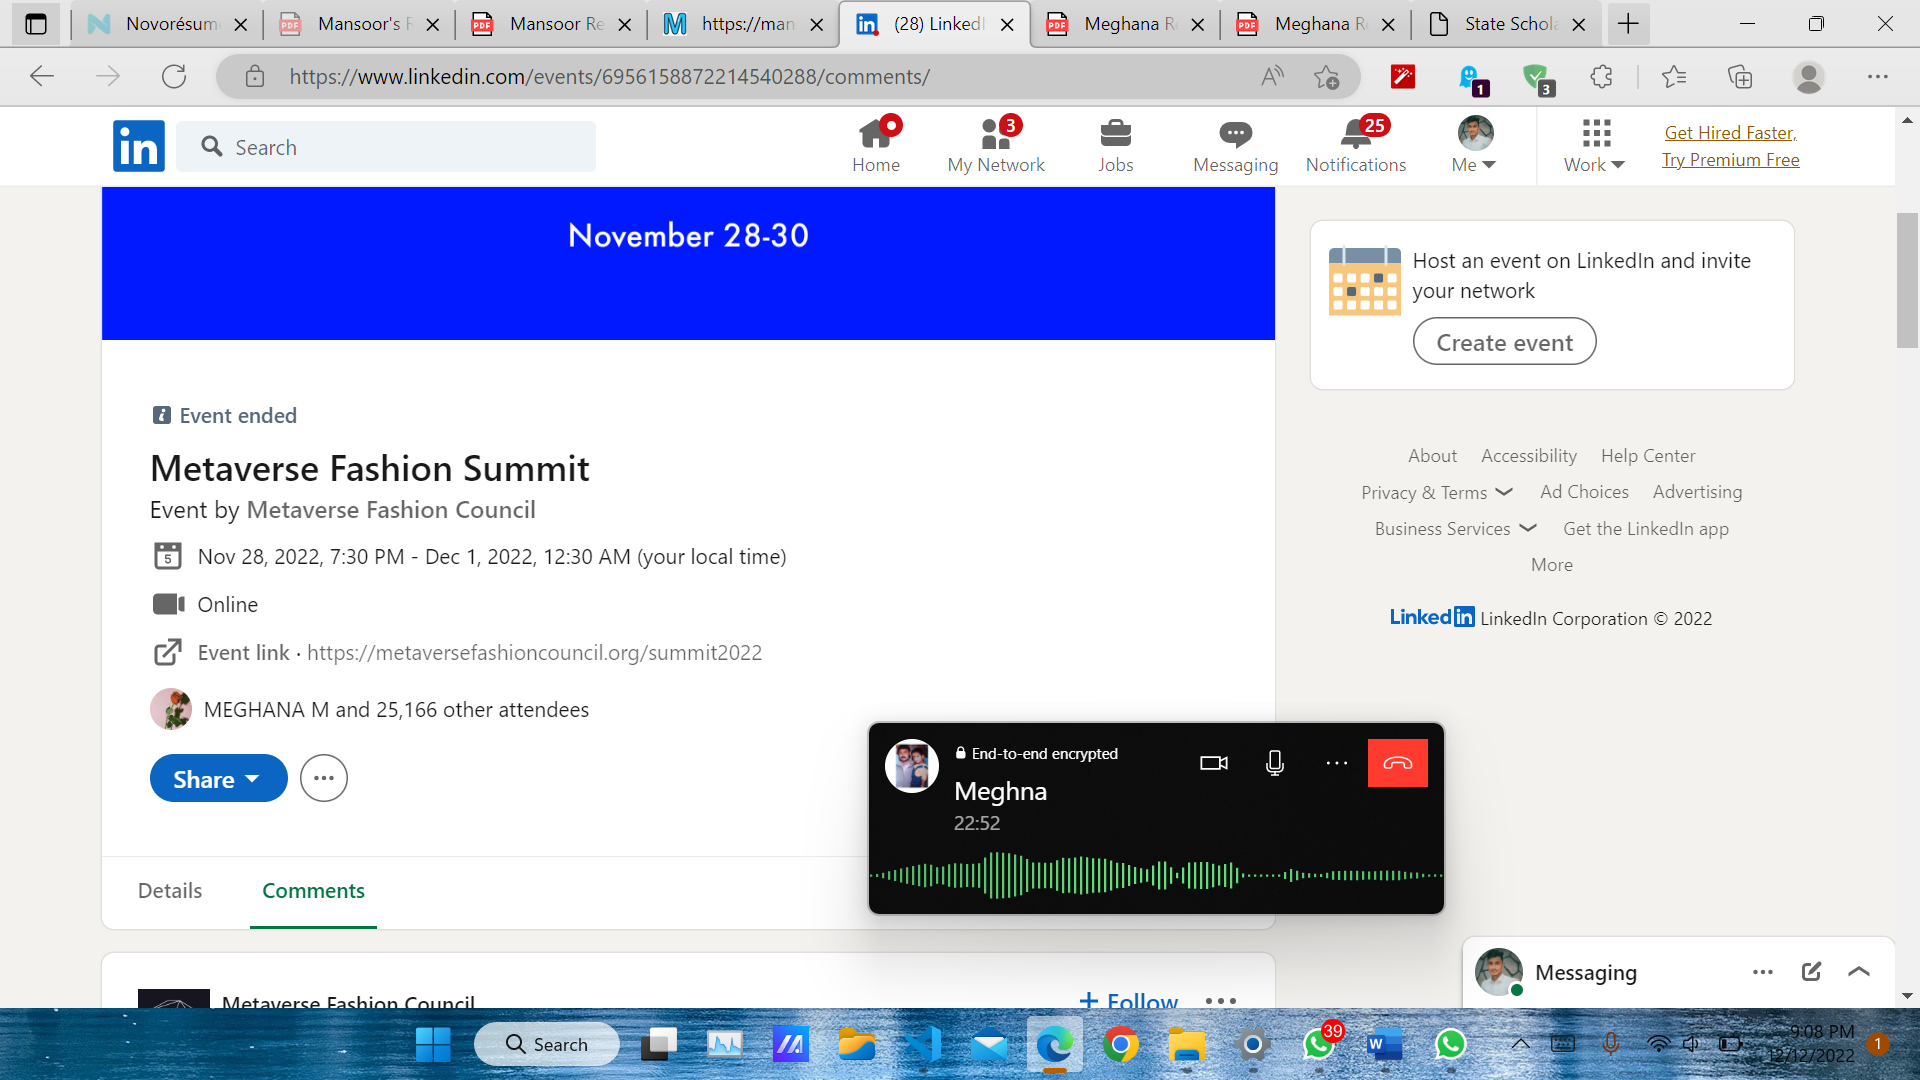 Novorésumé
Mansoor's R
Mansoor Re
https://man
(28) LinkedI
Meghana R
Meghana R
State Schola
https://www.linkedin.com/events/6956158872214540288/comments/
1
3
in
Search
Home
3
My Network
Jobs
Messaging
25
Notifications
Me
Work
Get Hired Faster,
Try Premium Free
November 28-30
Event ended
Metaverse Fashion Summit
Event by Metaverse Fashion Council
Nov 28, 2022, 7:30 PM - Dec 1, 2022, 12:30 AM (your local time)
Online
Event link · https://metaversefashioncouncil.org/summit2022
MEGHANA M and 25,166 other attendees
Share
Details
Comments
Metaverse Fashion Council
+ Follow
Host an event on LinkedIn and invite
your network
Create event
About
Accessibility
Help Center
Privacy & Terms
Ad Choices
Advertising
Business Services
Get the LinkedIn app
More
LinkedIn LinkedIn Corporation © 2022
End-to-end encrypted
Meghna
22:52
Messaging
Search
39
9:08 PM
12/12/2022
1